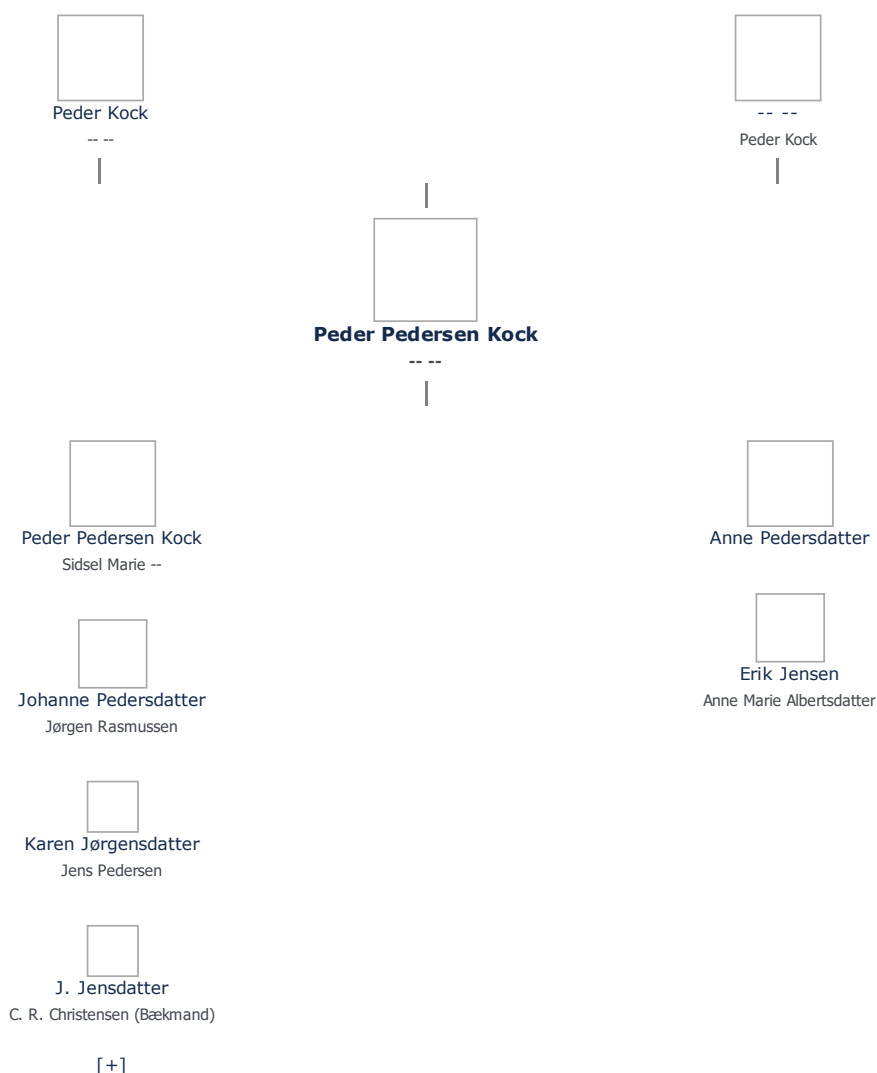 Peder Kock
-- --
-- --
Peder Kock
Peder Pedersen Kock
-- --
Peder Pedersen Kock
Sidsel Marie --
Anne Pedersdatter
Erik Jensen
Anne Marie Albertsdatter
Johanne Pedersdatter
Jørgen Rasmussen
Karen Jørgensdatter
Jens Pedersen
J. Jensdatter
C. R. Christensen (Bækmand)
[+]